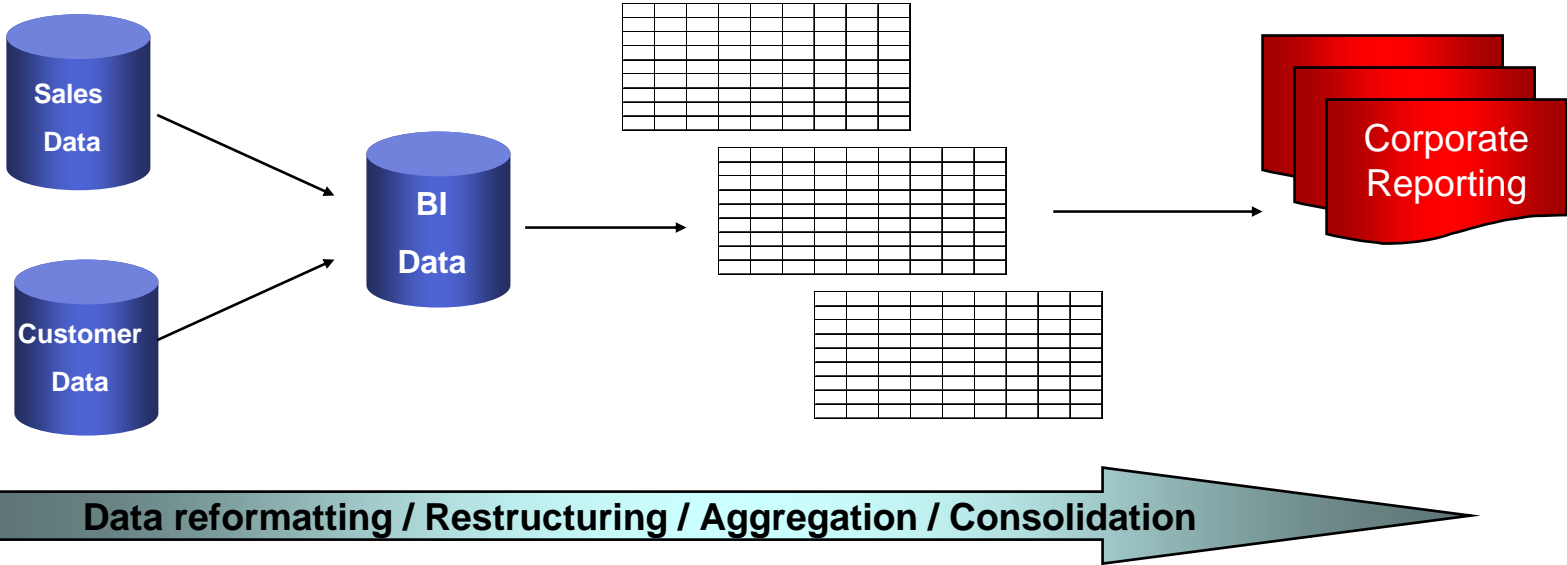 Sales
Data
Customer
Data
BI
Data
Corporate
Reporting
Data reformatting / Restructuring / Aggregation / Consolidation